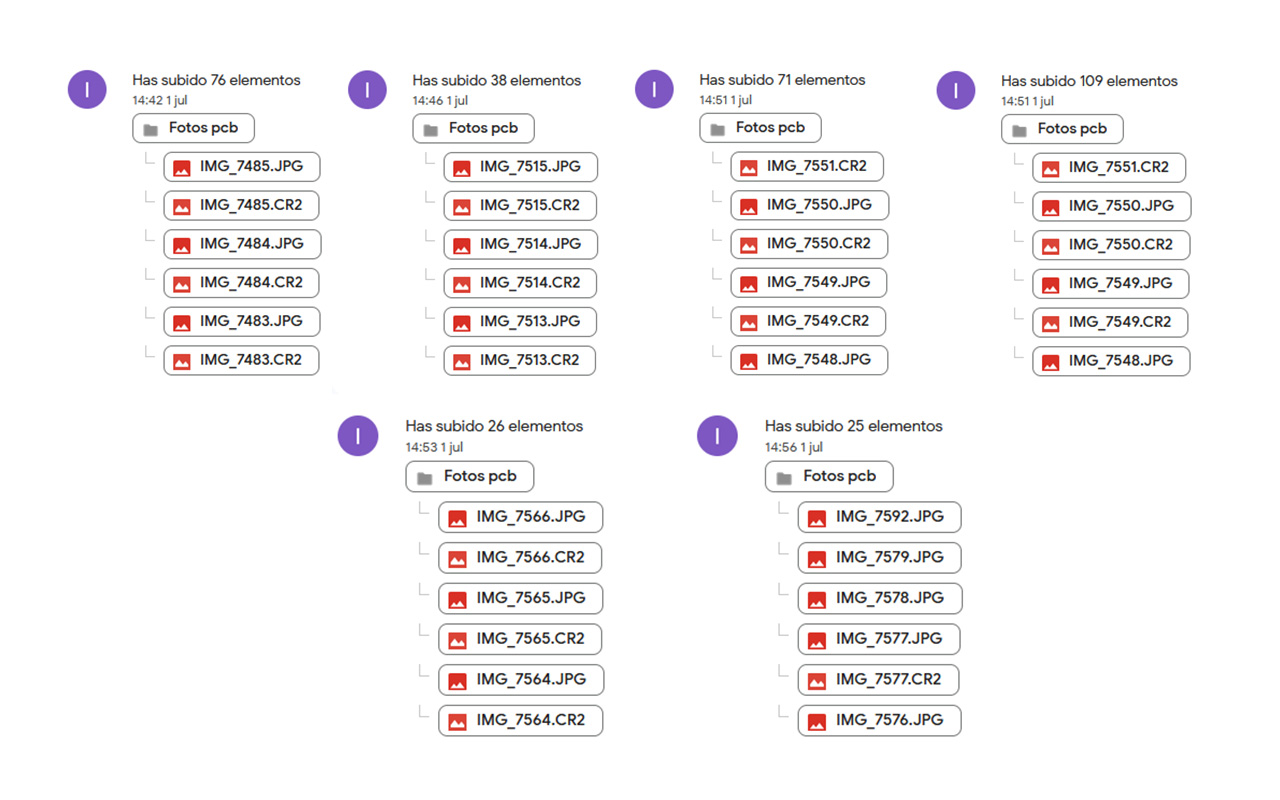 Has subido 76 elementos
14:42 1 jul
Fotos pcb
IMG_7485.JPG
IMG_7485.CR2
IMG_7484.JPG
IMG_7484.CR2
IMG_7483.JPG
IMG_7483.CR2
I
Has subido 38 elementos
14:46 1 jul
Fotos pcb
IMG_7515.JPG
IMG_7515.CR2
IMG_7514.JPG
IMG_7514.CR2
IMG_7513.JPG
IMG_7513.CR2
I
Has subido 71 elementos
14:51 1 jul
Fotos pcb
IMG_7551.CR2
IMG_7550.JPG
IMG_7550.CR2
IMG_7549.JPG
IMG_7549.CR2
IMG_7548.JPG
I
Has subido 109 elementos
14:51 1 jul
Fotos pcb
IMG_7551.CR2
IMG_7550.JPG
IMG_7550.CR2
IMG_7549.JPG
IMG_7549.CR2
IMG_7548.JPG
I
Has subido 26 elementos
14:53 1 jul
Fotos pcb
IMG_7566.JPG
IMG_7566.CR2
IMG_7565.JPG
IMG_7565.CR2
IMG_7564.JPG
IMG_7564.CR2
I
Has subido 25 elementos
14:56 1 jul
Fotos pcb
IMG_7592.JPG
IMG_7579.JPG
IMG_7578.JPG
IMG_7577.JPG
IMG_7577.CR2
IMG_7576.JPG
I